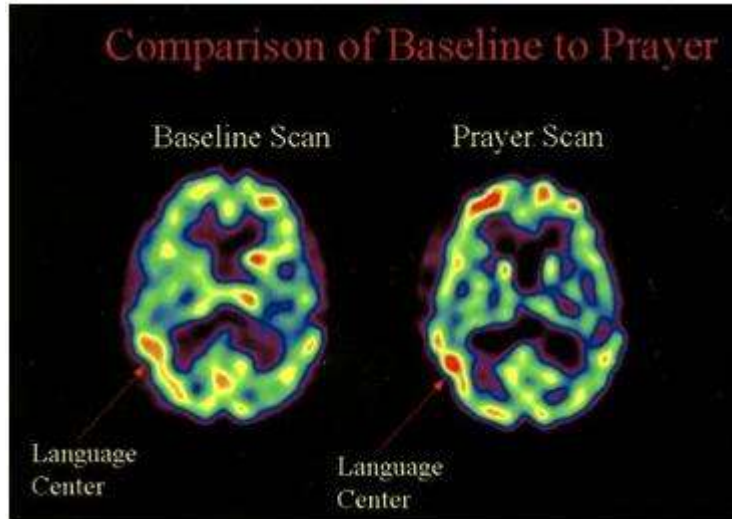 Comparison of Baseline to Prayer
Baseline Scan
Prayer Scan
Language
Center
Language
Center